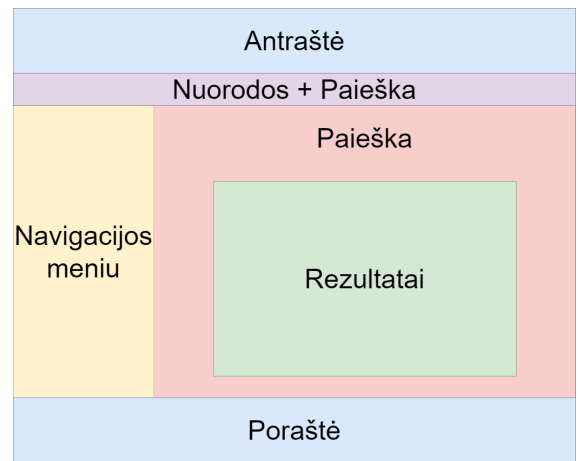 Antraštė
Nuorodos + Paieška
Paieška
Navigacijos
meniu
Rezultatai
Poraštė